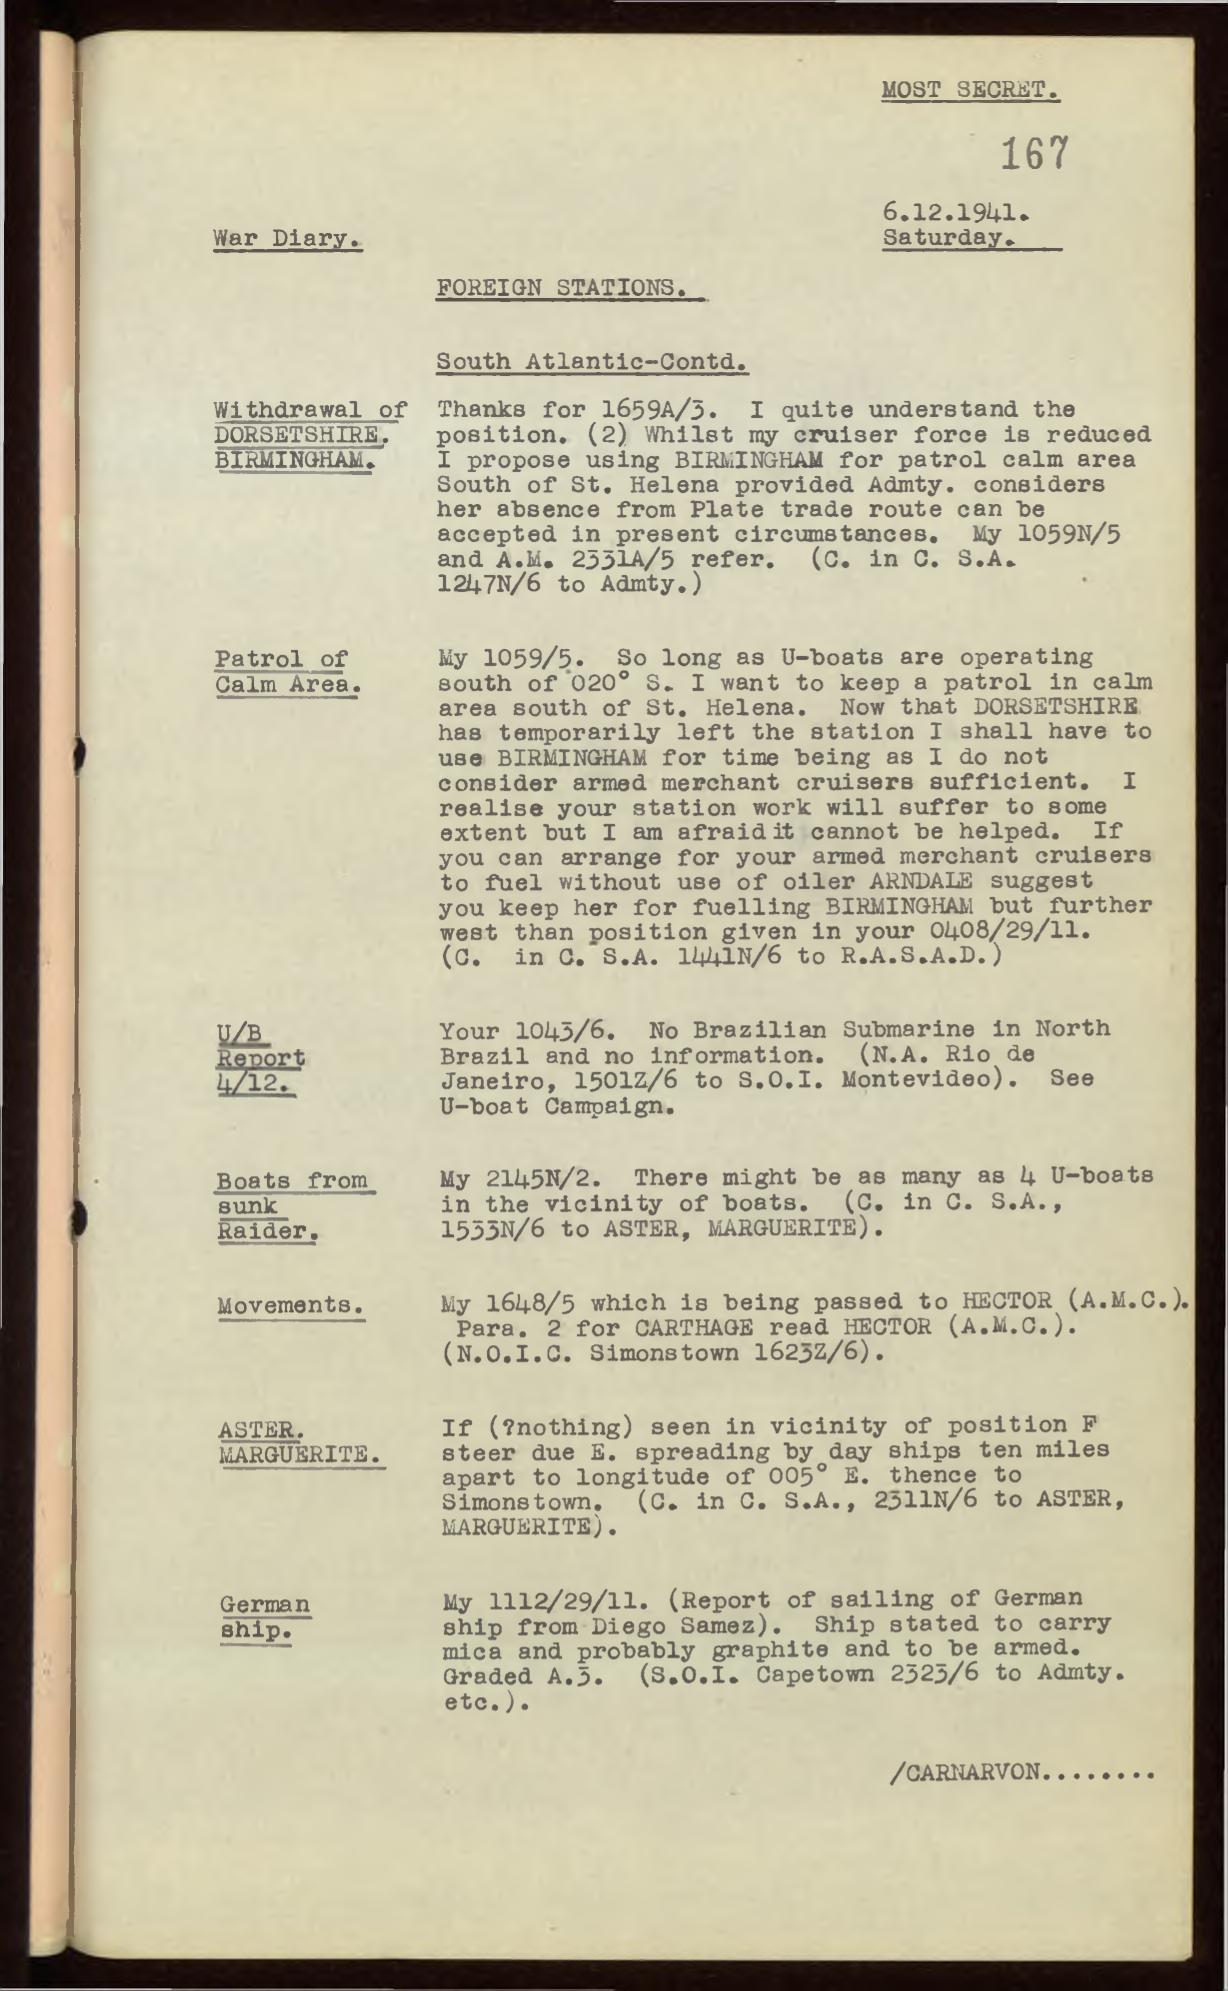 MOST SECRET.
167
6.12.1941.
War Diary.
Saturday.
FOREIGN STATIONS.
South Atlantic-Contd.
Withdrawal of
DORSETSHIRE.
BIRMINGHAM.
Thanks for 1659A/3. I quite understand the
position. (2) Whilst my cruiser force is reduced
I propose using BIRMINGHAM for patrol calm area
South of St. Helena provided Admty. considers
her absence from Plate trade route can be
accepted in present circumstances. My 1059N/5
and A.M. 2331A/5 refer. (C. in C. S.A.
1247N/6 to Admty.)
Patrol of
Calm Area.
My 1059/5. So long as U-boats are operating
south of 020° S. I want to keep a patrol in calm
area south of St. Helena. Now that DORSETSHIRE
has temporarily left the station I shall have to
use BIRMINGHAM for time being as I do not
consider armed merchant cruisers sufficient. I
realise your station work will suffer to some
extent but I am afraid it cannot be helped. If
you can arrange for your armed merchant cruisers
to fuel without use of oiler ARNDALE suggest
you keep her for fuelling BIRMINGHAM but further
west than position given in your 0408/29/11.
(C. in C. S.A. 1441N/6 to R.A.S.A.D.)
U/B
Report
4/12.
Your 1043/6. No Brazilian Submarine in North
Brazil and no information. (N.A. Rio de
Janeiro, 1501Z/6 to S.O.I. Montevideo). See
U-boat Campaign.
Boats from
sunk
Raider.
My 2145N/2. There might be as many as 4 U-boats
in the vicinity of boats. (C. in C. S.A.,
1533N/6 to ASTER, MARGUERITE).
Movements.
My 1648/5 which is being passed to HECTOR (A.M.C.).
Para. 2 for CARTHAGE read HECTOR (A.M.C.).
(N.O.I.C. Simonstown 1623Z/6).
ASTER.
MARGUERITE.
If (?nothing) seen in vicinity of position F
steer due E. spreading by day ships ten miles
apart to longitude of 005° E. thence to
Simonstown. (C. in C. S.A., 2311N/6 to ASTER,
MARGUERITE).
German
ship.
My 1112/29/11. (Report of sailing of German
ship from Diego Samez). Ship stated to carry
mica and probably graphite and to be armed.
Graded A.3. (S.O.I. Capetown 2323/6 to Admty.
etc.).
/CARNARVON........